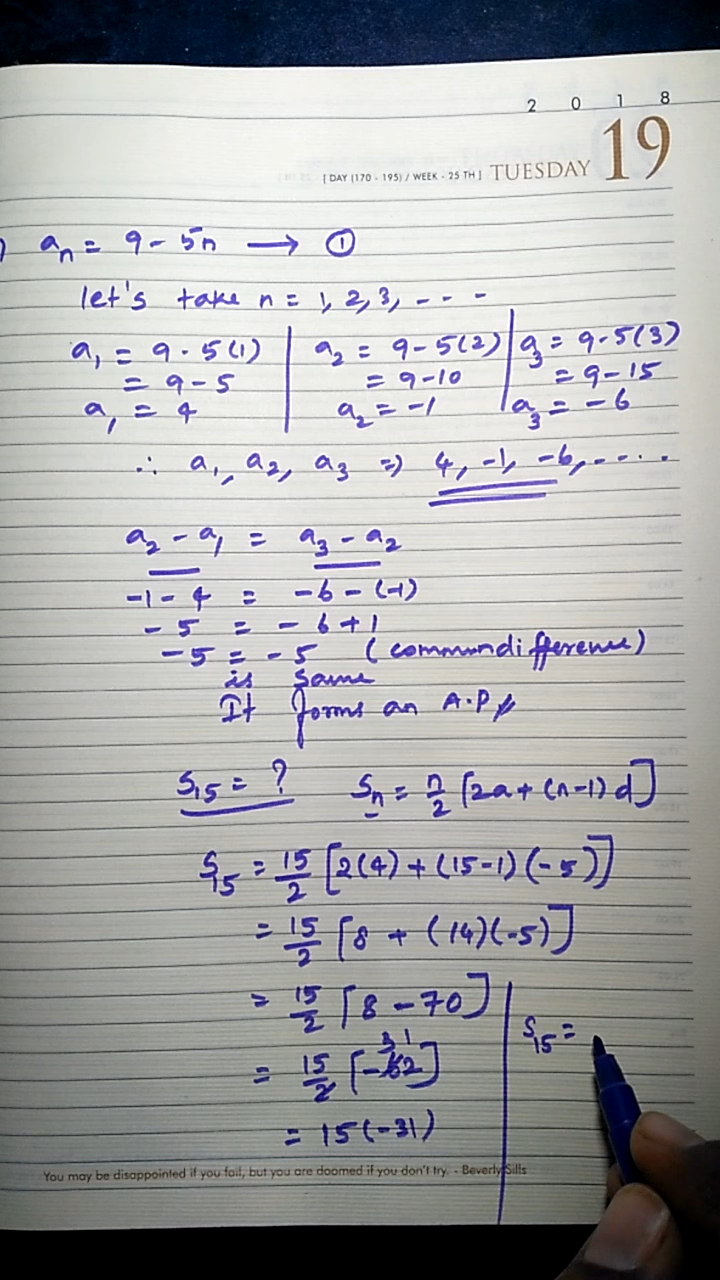 2 0 1 8
[ DAY (170 - 195) / WEEK - 25 TH ] TUESDAY 19
) aₙ = 9 - 5n → ①
let's take n = 1, 2, 3, - - -
a₁ = 9 - 5(1) | a₂ = 9 - 5(2) | a₃ = 9 - 5(3)
= 9 - 5 | = 9 - 10 | = 9 - 15
a₁ = 4 | a₂ = -1 | a₃ = -6
∴ a₁, a₂, a₃ ⇒ 4, -1, -6, - - . .
a₂ - a₁ = a₃ - a₂
-1 - 4 = -6 - (-1)
-5 = -6 + 1
-5 = -5 (common difference)
is same
It forms an A.P//
S₁₅ = ? Sₙ = n/2 [2a + (n-1) d]
S₁₅ = 15/2 [2(4) + (15-1) (-5)]
= 15/2 [8 + (14)(-5)]
= 15/2 [8 - 70]
= 15/2 [-62] 31
= 15(-31)
S₁₅ =
You may be disappointed if you fail, but you are doomed if you don't try. - Beverly Sills